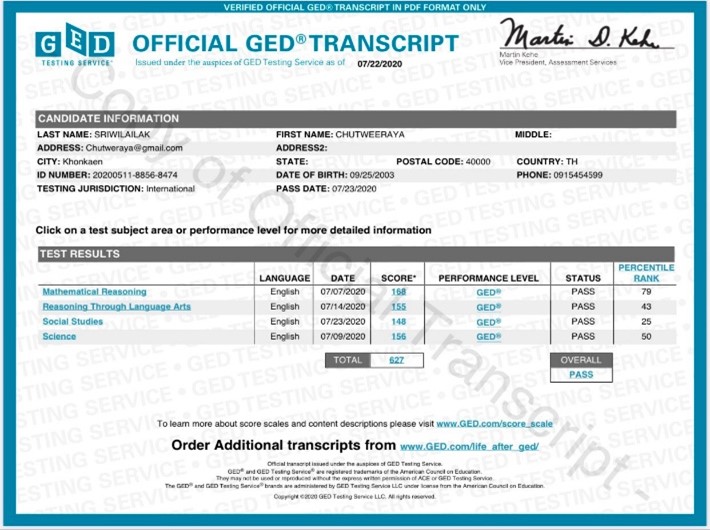 VERIFIED OFFICIAL GED® TRANSCRIPT IN PDF FORMAT ONLY
GED
TESTING SERVICE®
OFFICIAL GED® TRANSCRIPT
Issued under the auspices of GED Testing Service as of 07/22/2020
Martin D. Kehe
Martin Kehe
Vice President, Assessment Services
CANDIDATE INFORMATION
LAST NAME: SRIWILAILAK FIRST NAME: CHUTWEERAYA MIDDLE:
ADDRESS: Chutweraya@gmail.com ADDRESS2:
CITY: Khonkaen STATE: POSTAL CODE: 40000 COUNTRY: TH
ID NUMBER: 20200511-8856-8474 DATE OF BIRTH: 09/25/2003 PHONE: 0915454599
TESTING JURISDICTION: International PASS DATE: 07/23/2020
Click on a test subject area or performance level for more detailed information
TEST RESULTS
LANGUAGE DATE SCORE* PERFORMANCE LEVEL STATUS PERCENTILE RANK
Mathematical Reasoning English 07/07/2020 168 GED® PASS 79
Reasoning Through Language Arts English 07/14/2020 155 GED® PASS 43
Social Studies English 07/23/2020 148 GED® PASS 25
Science English 07/09/2020 156 GED® PASS 50
TOTAL 627 OVERALL
PASS
To learn more about score scales and content descriptions please visit www.GED.com/score_scale
Order Additional transcripts from www.GED.com/life_after_ged/
Official transcript issued under the auspices of GED Testing Service.
GED® and GED Testing Service® are registered trademarks of the American Council on Education.
They may not be used or reproduced without the express written permission of ACE or GED Testing Service.
The GED® and GED Testing Service® brands are administered by GED Testing Service LLC under license from the American Council on Education.
Copyright ©2020 GED Testing Service LLC. All rights reserved.
Copy of Official Transcript -